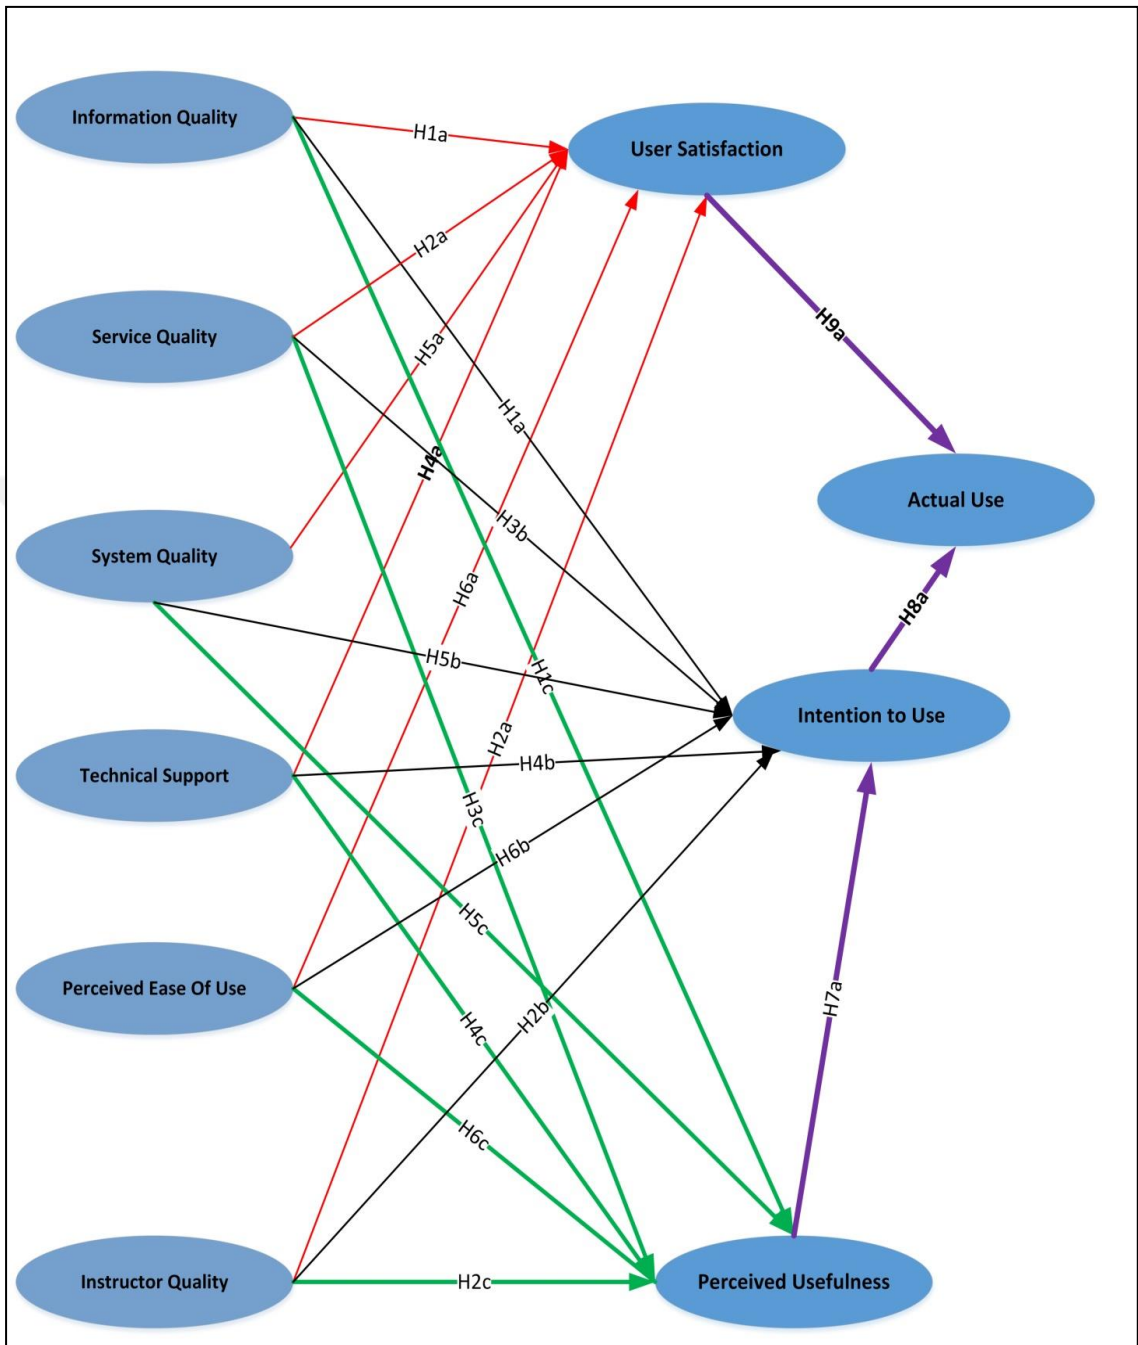 Information Quality
H1a
User Satisfaction
H2a
Service Quality
H9a
H5a
H1a
H4a
Actual Use
H3b
System Quality
H6a
H8a
H5b
H1c
Intention to Use
H2a
H4b
Technical Support
H3c
H6b
H5c
Perceived Ease Of Use
H7a
H2b
H4c
H6c
Instructor Quality
H2c
Perceived Usefulness